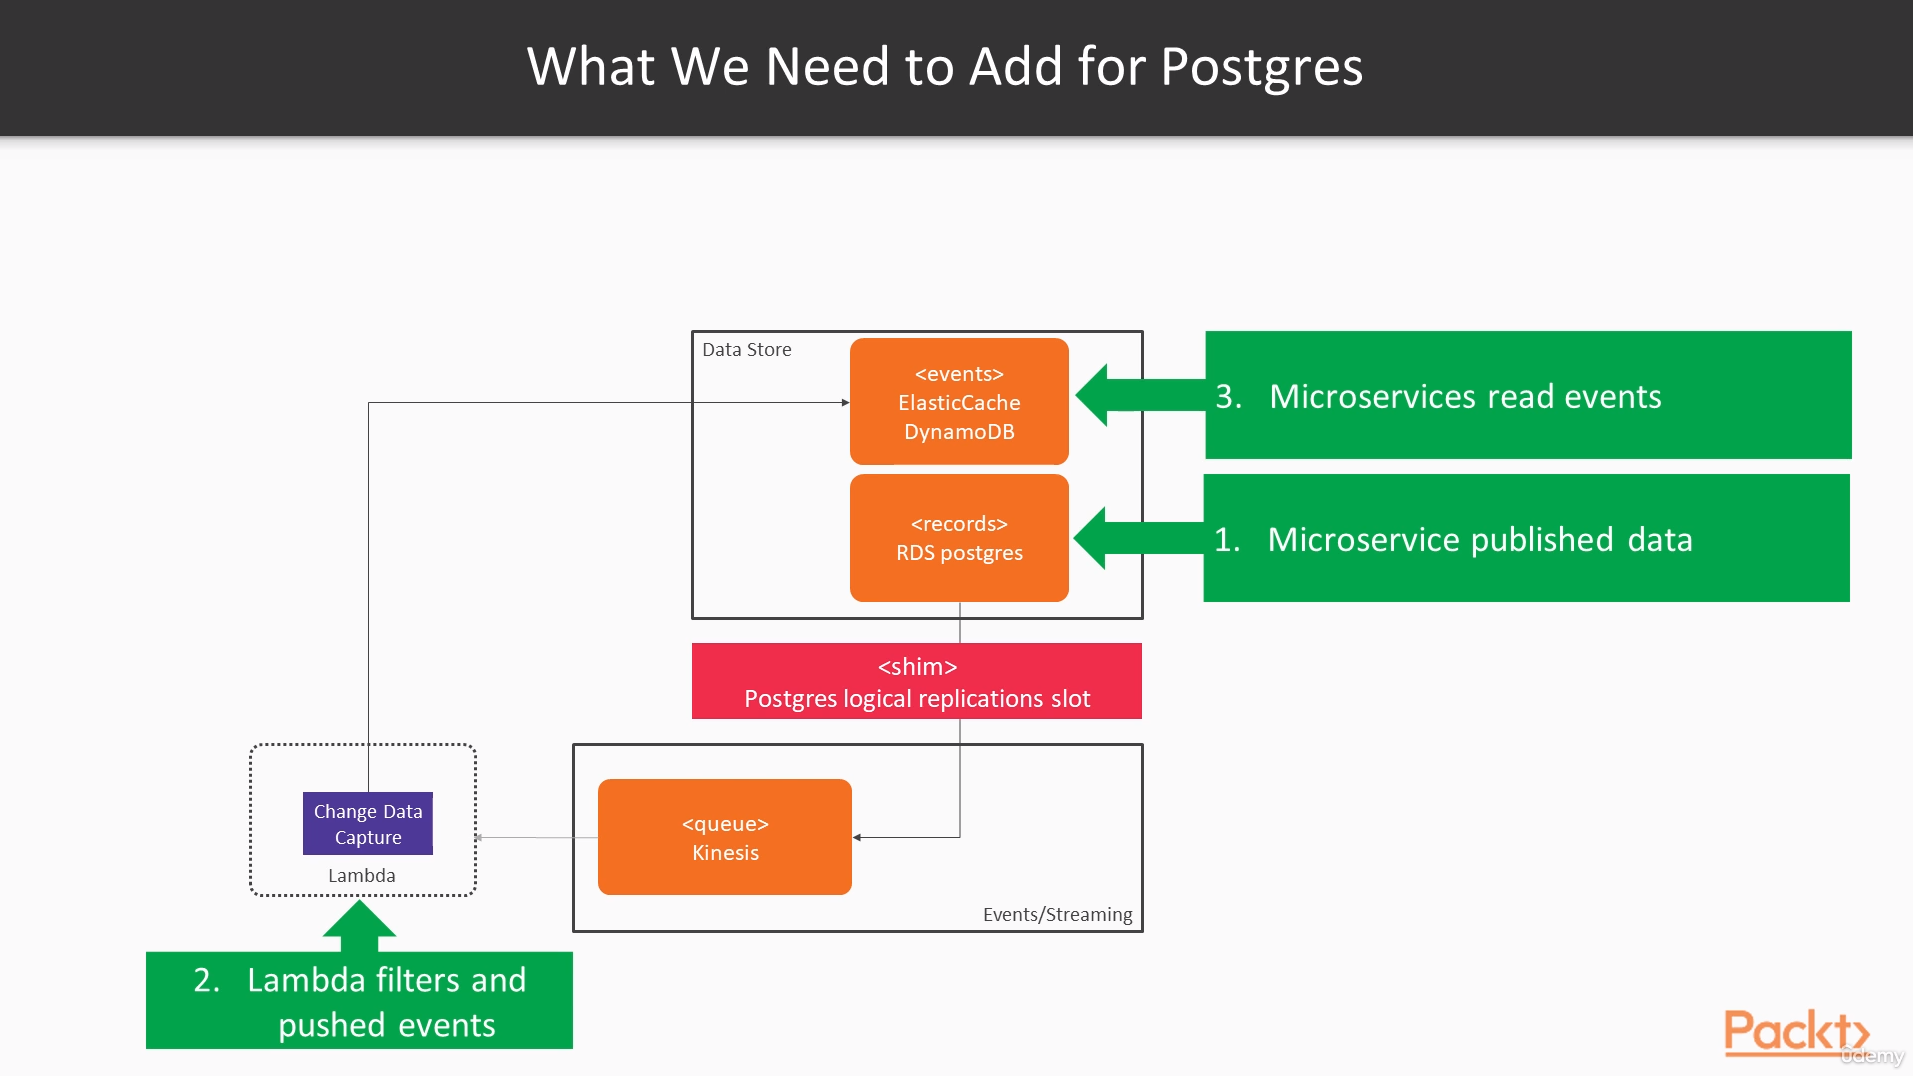 What We Need to Add for Postgres
Data Store
<events>
ElasticCache
DynamoDB
3. Microservices read events
<records>
RDS postgres
1. Microservice published data
<shim>
Postgres logical replications slot
Change Data
Capture
Lambda
<queue>
Kinesis
Events/Streaming
2. Lambda filters and
pushed events
Packt>
Udemy